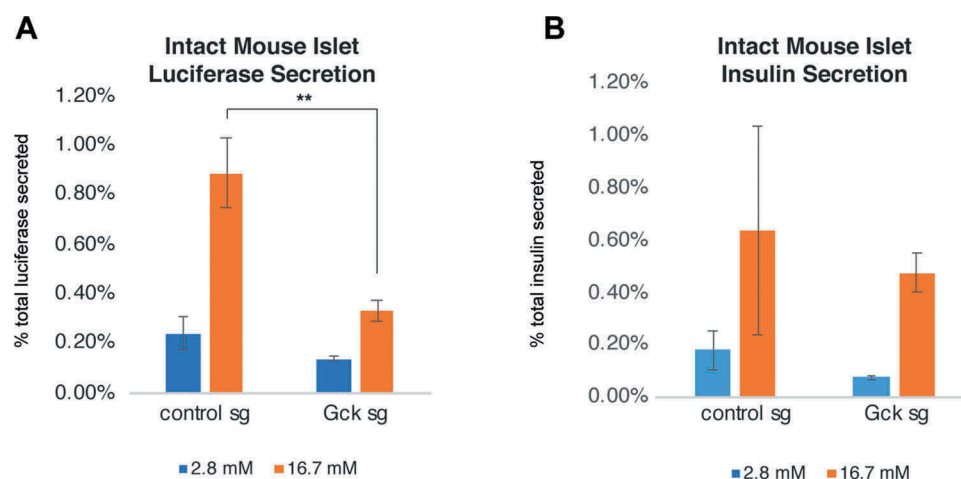 A
Intact Mouse Islet
Luciferase Secretion
% total luciferase secreted
1.20%
1.00%
0.80%
0.60%
0.40%
0.20%
0.00%
**
control sg
Gck sg
2.8 mM
16.7 mM
B
Intact Mouse Islet
Insulin Secretion
% total insulin secreted
1.20%
1.00%
0.80%
0.60%
0.40%
0.20%
0.00%
control sg
Gck sg
2.8 mM
16.7 mM